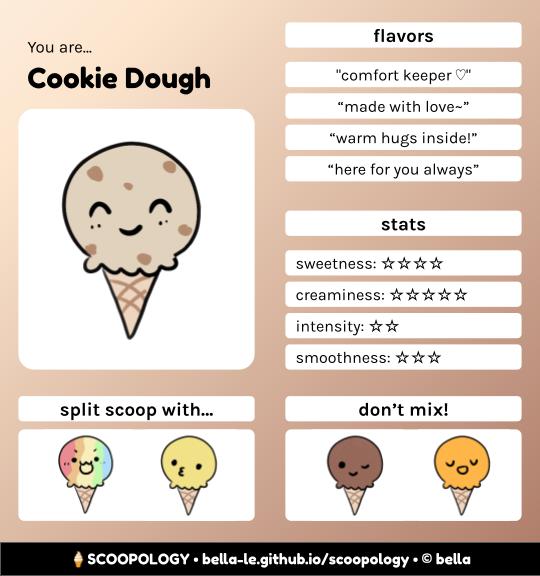 You are...
Cookie Dough
flavors
"comfort keeper ♡"
“made with love~”
“warm hugs inside!”
“here for you always”
stats
sweetness: ☆☆☆☆
creaminess: ☆☆☆☆☆
intensity: ☆☆
smoothness: ☆☆☆
split scoop with...
don’t mix!
🍦SCOOPOLOGY • bella-le.github.io/scoopology • © bella